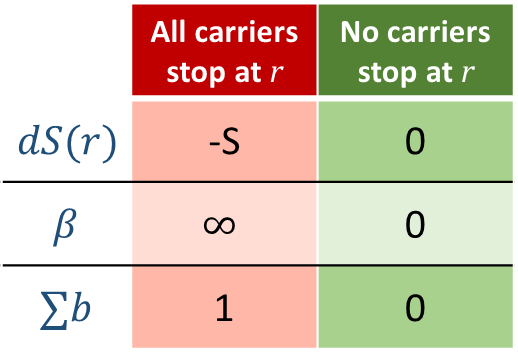 All carriers stop at r
No carriers stop at r
dS(r) -S 0
β ∞ 0
∑b 1 0